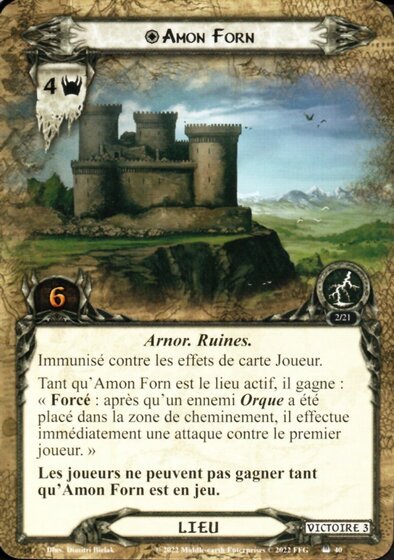 Amon Forn
4
6
2/21
Arnor. Ruines.
Immunisé contre les effets de carte Joueur.
Tant qu'Amon Forn est le lieu actif, il gagne :
« Forcé : après qu'un ennemi Orque a été
placé dans la zone de cheminement, il effectue
immédiatement une attaque contre le premier
joueur. »
Les joueurs ne peuvent pas gagner tant
qu'Amon Forn est en jeu.
LIEU
VICTOIRE 3
Illus. Dimitri Bielak
© 2022 Middle-earth Enterprises © 2022 FFG
40